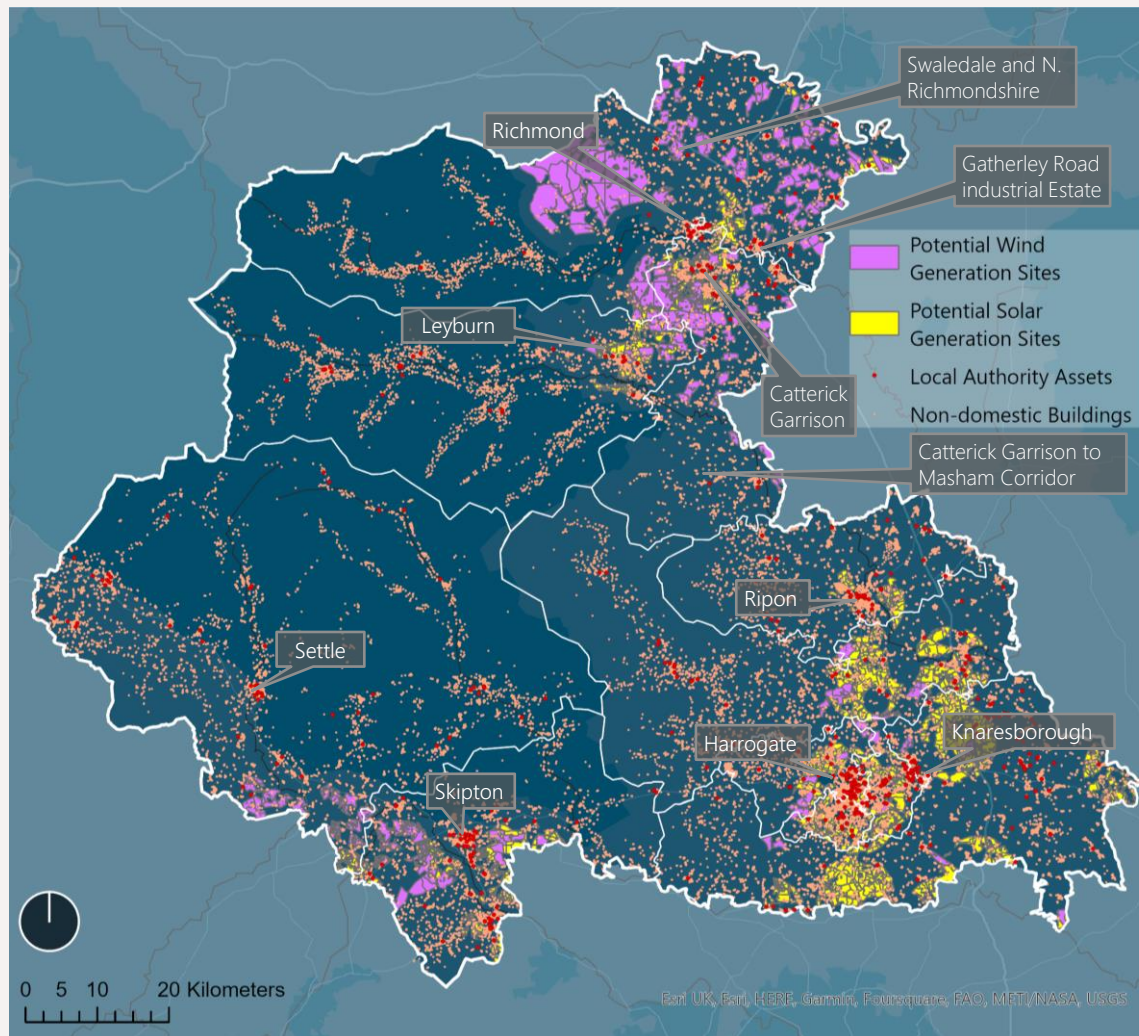 Swaledale and N.
Richmondshire
Richmond
Gatherley Road
industrial Estate
Potential Wind
Generation Sites
Potential Solar
Generation Sites
Local Authority Assets
Non-domestic Buildings
Leyburn
Catterick
Garrison
Catterick Garrison to
Masham Corridor
Ripon
Settle
Harrogate
Knaresborough
Skipton
0 5 10 20 Kilometers
Esri UK, Esri, HERE, Garmin, Foursquare, FAO, METI/NASA, USGS